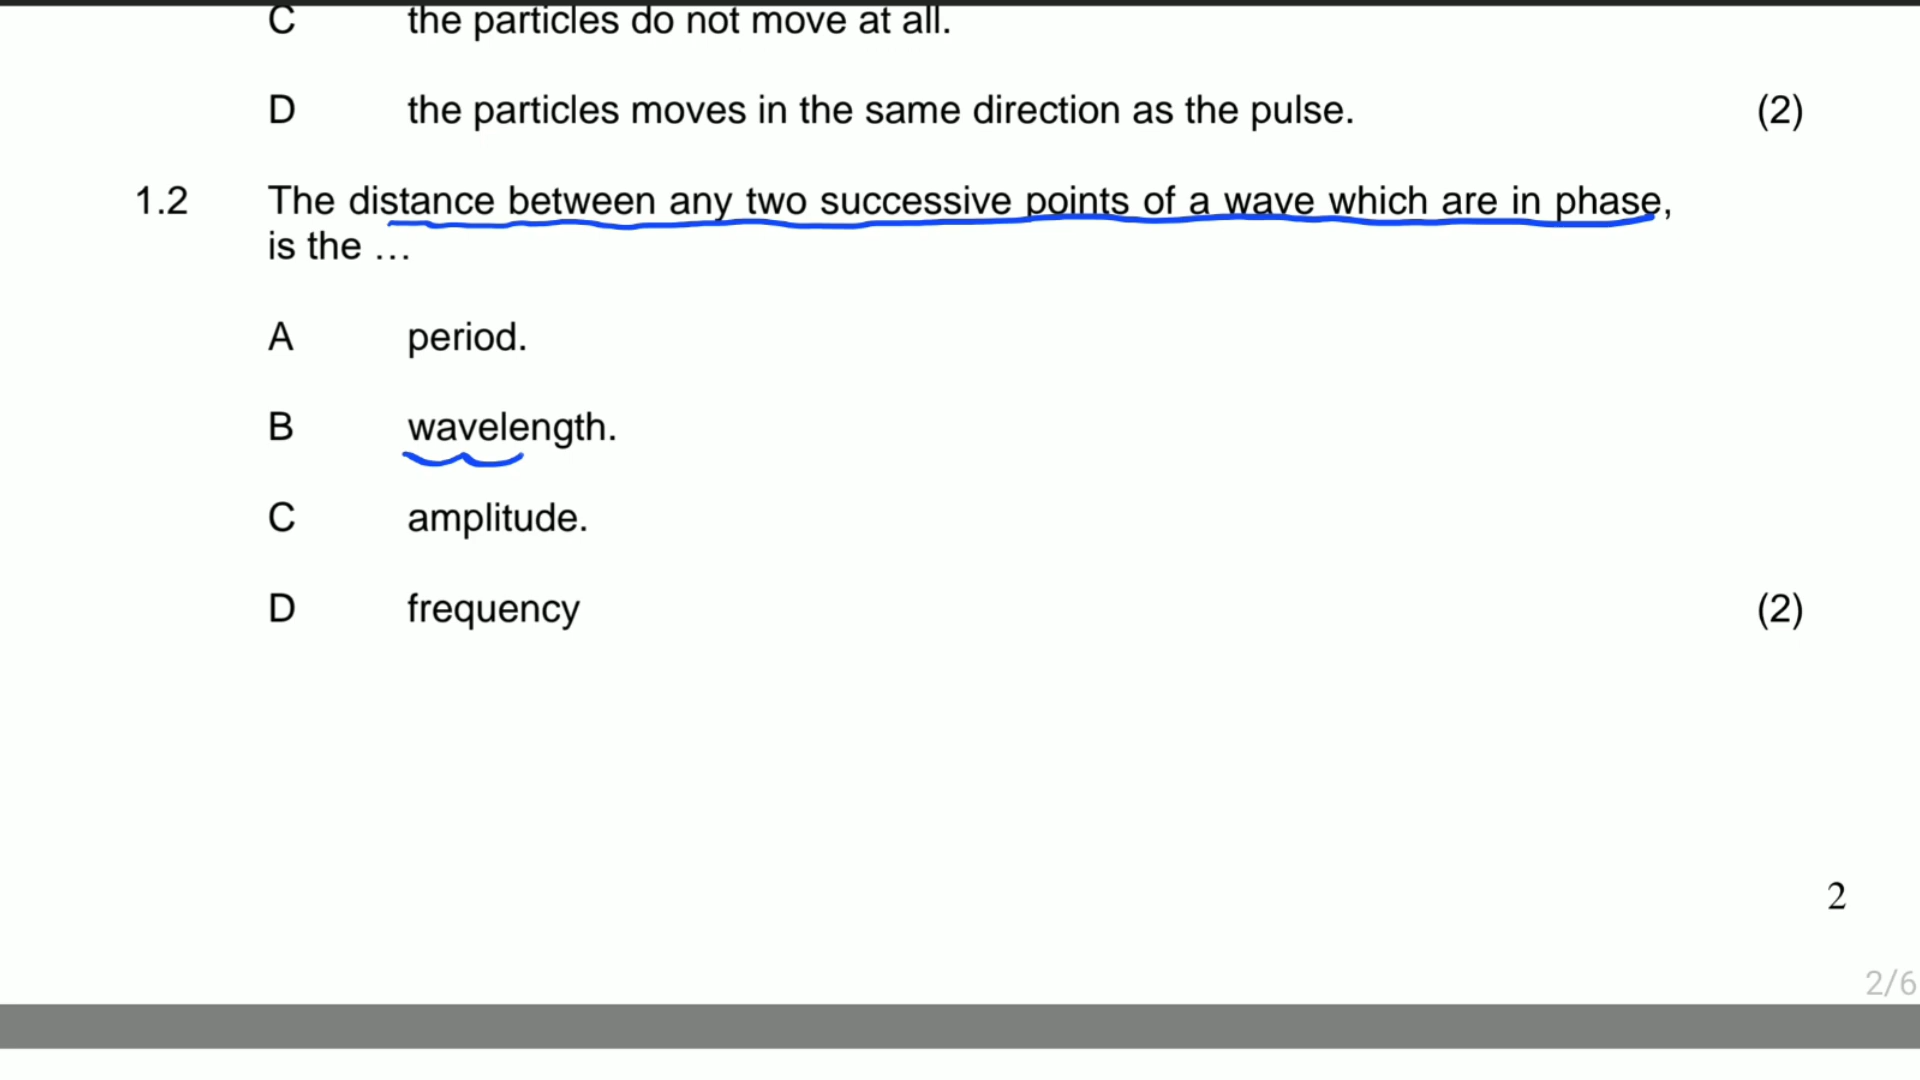 C the particles do not move at all.
D the particles moves in the same direction as the pulse. (2)
1.2 The distance between any two successive points of a wave which are in phase,
is the …
A period.
B wavelength.
C amplitude.
D frequency (2)
2
2/6